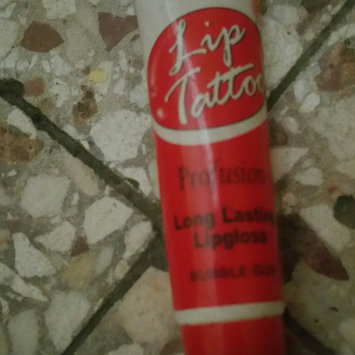 Lip
Tattoo
Profusion
Long Lasting
Lipgloss
BUBBLE GUM